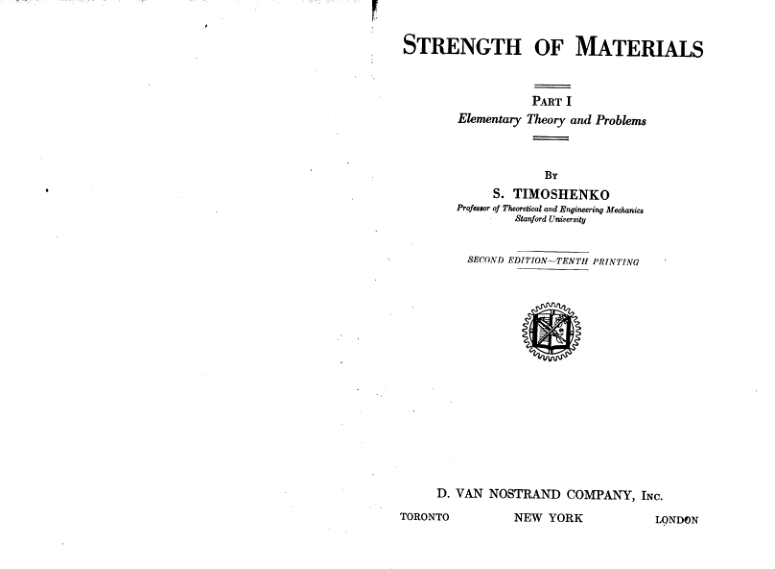 STRENGTH OF MATERIALS
PART I
Elementary Theory and Problems
BY
S. TIMOSHENKO
Professor of Theoretical and Engineering Mechanics
Stanford University
SECOND EDITION—TENTH PRINTING
D. VAN NOSTRAND COMPANY, INC.
TORONTO NEW YORK LONDON